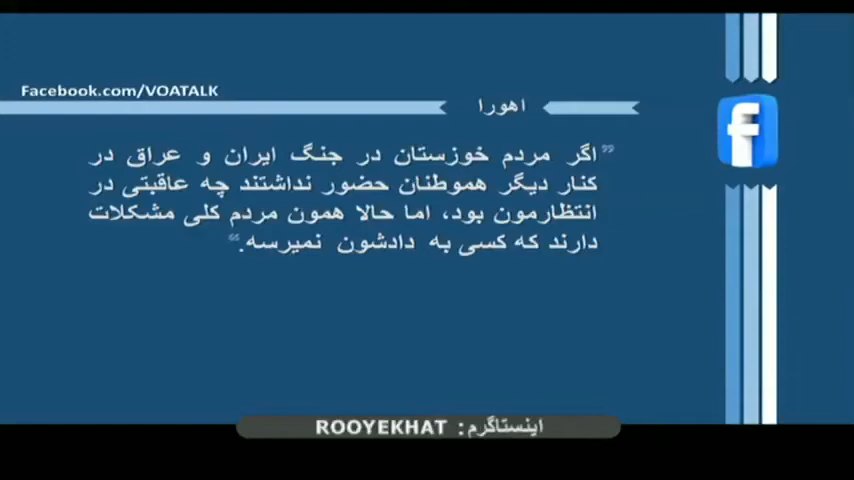 Facebook.com/VOATALK
اهورا
"اگر مردم خوزستان در جنگ ایران و عراق در
کنار دیگر هموطنان حضور نداشتند چه عاقبتی در
انتظارمون بود، اما حالا همون مردم کلی مشکلات
دارند که کسی به دادشون نمیرسه."
اینستاگرم: ROOYEKHAT